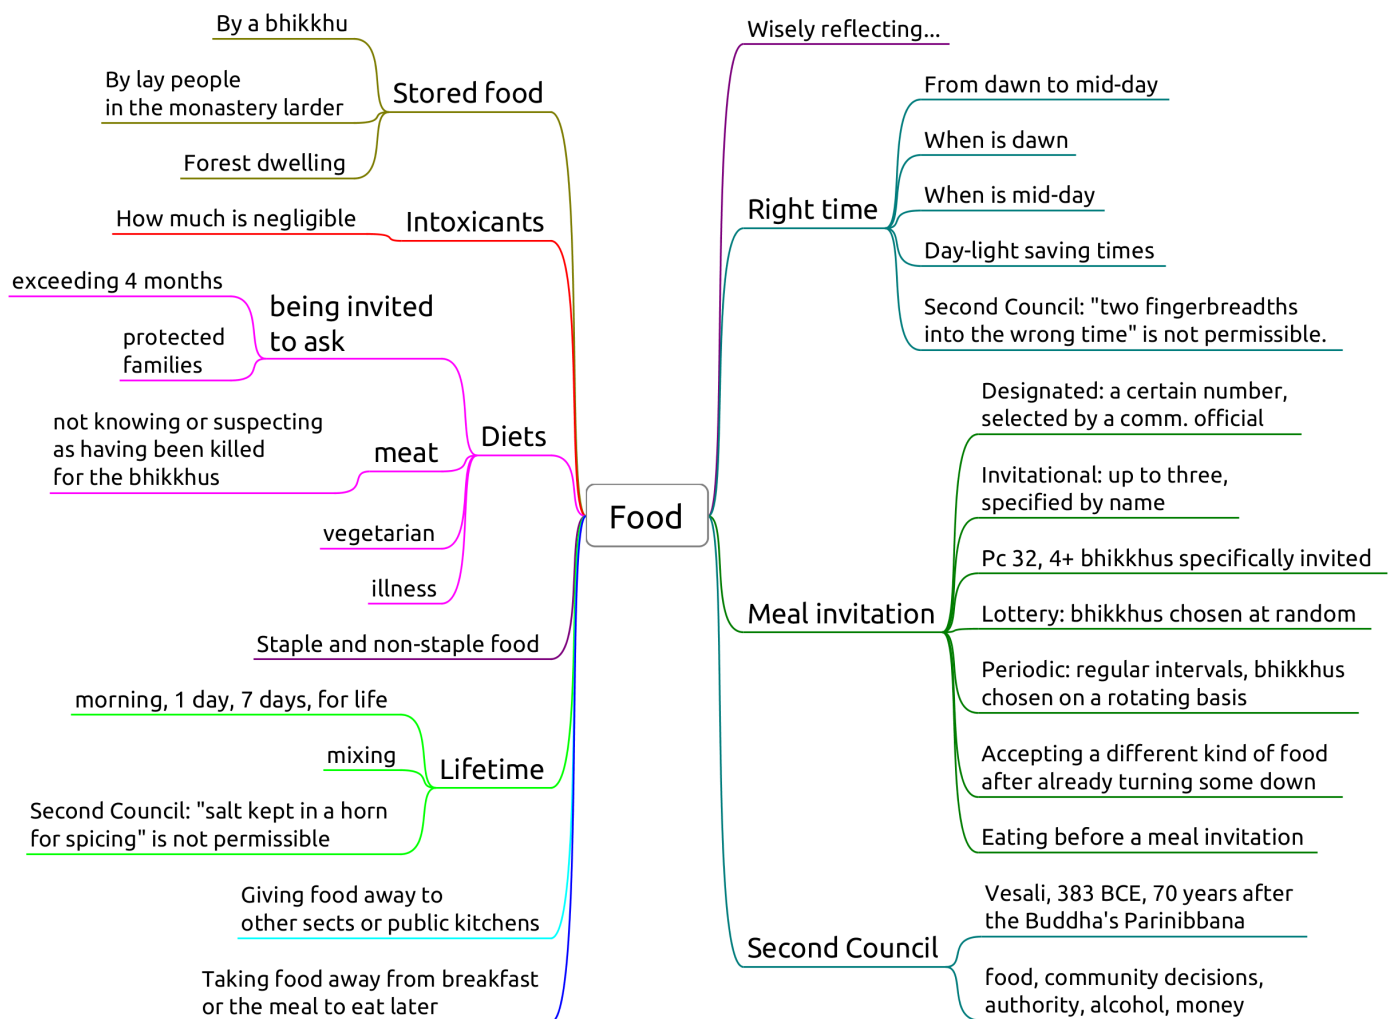 Food
By a bhikkhu
By lay people
in the monastery larder
Forest dwelling
Stored food
How much is negligible
Intoxicants
exceeding 4 months
protected
families
being invited
to ask
not knowing or suspecting
as having been killed
for the bhikkhus
meat
vegetarian
illness
Diets
Staple and non-staple food
morning, 1 day, 7 days, for life
mixing
Second Council: "salt kept in a horn
for spicing" is not permissible
Lifetime
Giving food away to
other sects or public kitchens
Taking food away from breakfast
or the meal to eat later
Wisely reflecting...
Right time
From dawn to mid-day
When is dawn
When is mid-day
Day-light saving times
Second Council: "two fingerbreadths
into the wrong time" is not permissible.
Meal invitation
Designated: a certain number,
selected by a comm. official
Invitational: up to three,
specified by name
Pc 32, 4+ bhikkhus specifically invited
Lottery: bhikkhus chosen at random
Periodic: regular intervals, bhikkhus
chosen on a rotating basis
Accepting a different kind of food
after already turning some down
Eating before a meal invitation
Second Council
Vesali, 383 BCE, 70 years after
the Buddha's Parinibbana
food, community decisions,
authority, alcohol, money